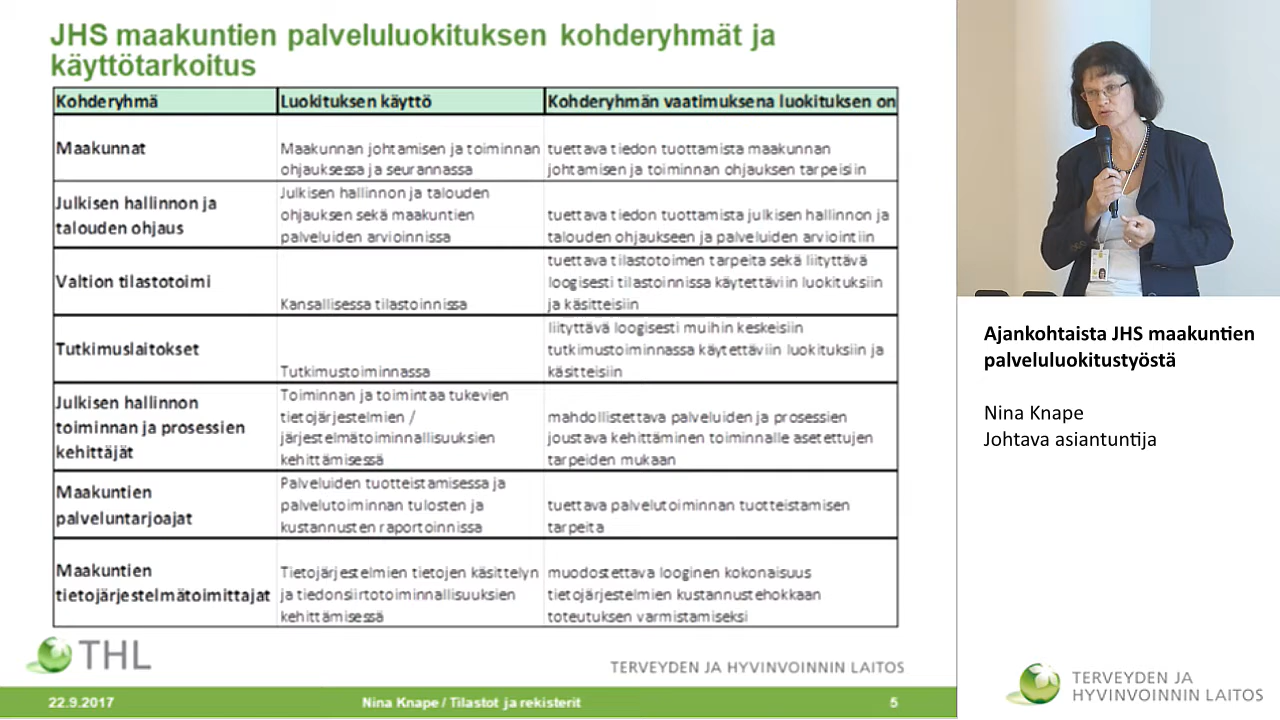 JHS maakuntien palveluluokituksen kohderyhmät ja
käyttötarkoitus
Kohderyhmä
Luokituksen käyttö
Kohderyhmän vaatimuksena luokituksen on
Maakunnat
Maakunnan johtamisen ja toiminnan
ohjauksessa ja seurannassa
tuettava tiedon tuottamista maakunnan
johtamisen ja toiminnan ohjauksen tarpeisiin
Julkisen hallinnon ja
talouden ohjaus
Julkisen hallinnon ja talouden
ohjauksen sekä maakuntien
palveluiden arvioinnissa
tuettava tiedon tuottamista julkisen hallinnon ja
talouden ohjaukseen ja palveluiden arviointiin
Valtion tilastotoimi
Kansallisessa tilastoinnissa
tuettava tilastotoimen tarpeita sekä liityttävä
loogisesti tilastoinnissa käytettäviin luokituksiin
ja käsitteisiin
Tutkimuslaitokset
Tutkimustoiminnassa
liityttävä loogisesti muihin keskeisiin
tutkimustoiminnassa käytettäviin luokituksiin ja
käsitteisiin
Julkisen hallinnon
toiminnan ja prosessien
kehittäjät
Toiminnan ja toimintaa tukevien
tietojärjestelmien /
järjestelmätoiminnallisuuksien
kehittämisessä
mahdollistettava palveluiden ja prosessien
joustava kehittäminen toiminnalle asetettujen
tarpeiden mukaan
Maakuntien
palveluntarjoajat
Palveluiden tuotteistamisessa ja
palvelutoiminnan tulosten ja
kustannusten raportoinnissa
tuettava palvelutoiminnan tuotteistamisen
tarpeita
Maakuntien
tietojärjestelmätoimittajat
Tietojärjestelmien tietojen käsittelyn
ja tiedonsiirtotoiminnallisuuksien
kehittämisessä
muodostettava looginen kokonaisuus
tietojärjestelmien kustannustehokkaan
toteutuksen varmistamiseksi
THL
TERVEYDEN JA HYVINVOINNIN LAITOS
22.9.2017
Nina Knape / Tilastot ja rekisterit
5
Ajankohtaista JHS maakuntien
palveluluokitustyöstä
Nina Knape
Johtava asiantuntija
TERVEYDEN JA
HYVINVOINNIN LAITOS